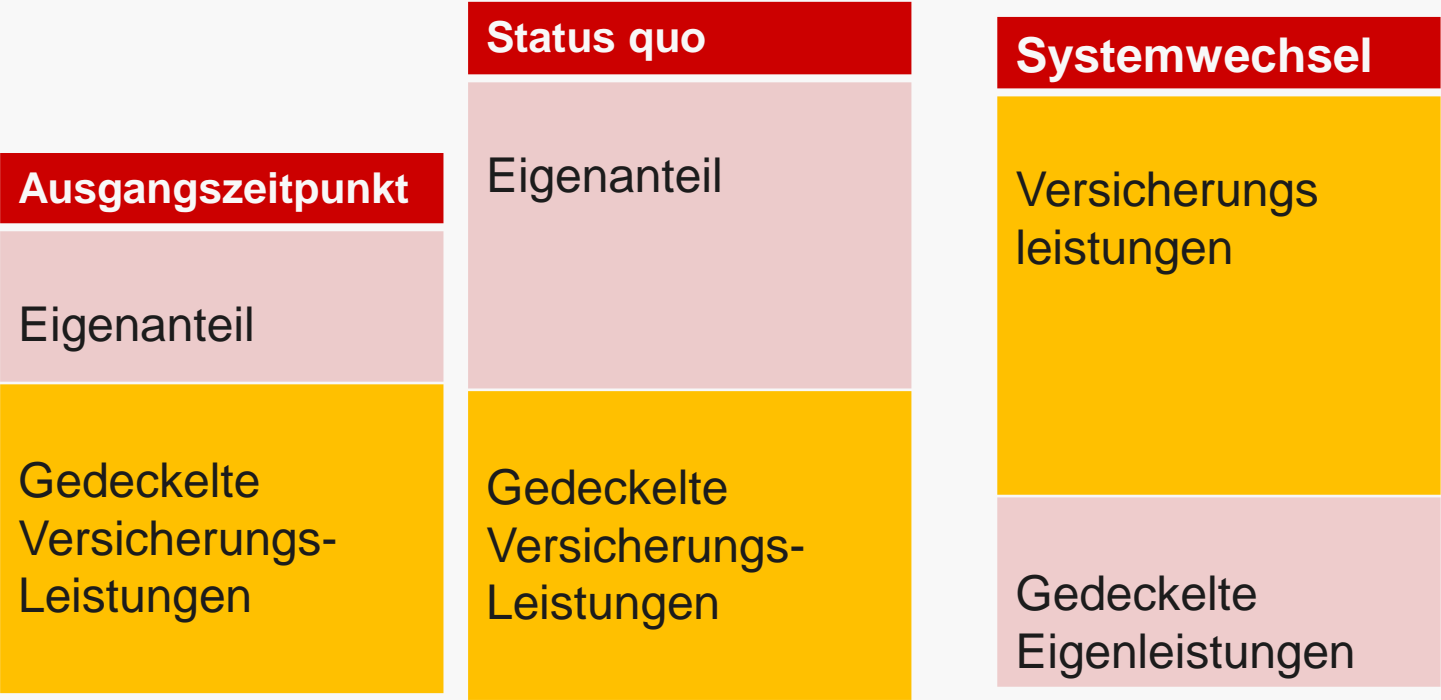 Ausgangszeitpunkt
Eigenanteil
Gedeckelte
Versicherungs-
Leistungen
Status quo
Eigenanteil
Gedeckelte
Versicherungs-
Leistungen
Systemwechsel
Versicherungs
leistungen
Gedeckelte
Eigenleistungen